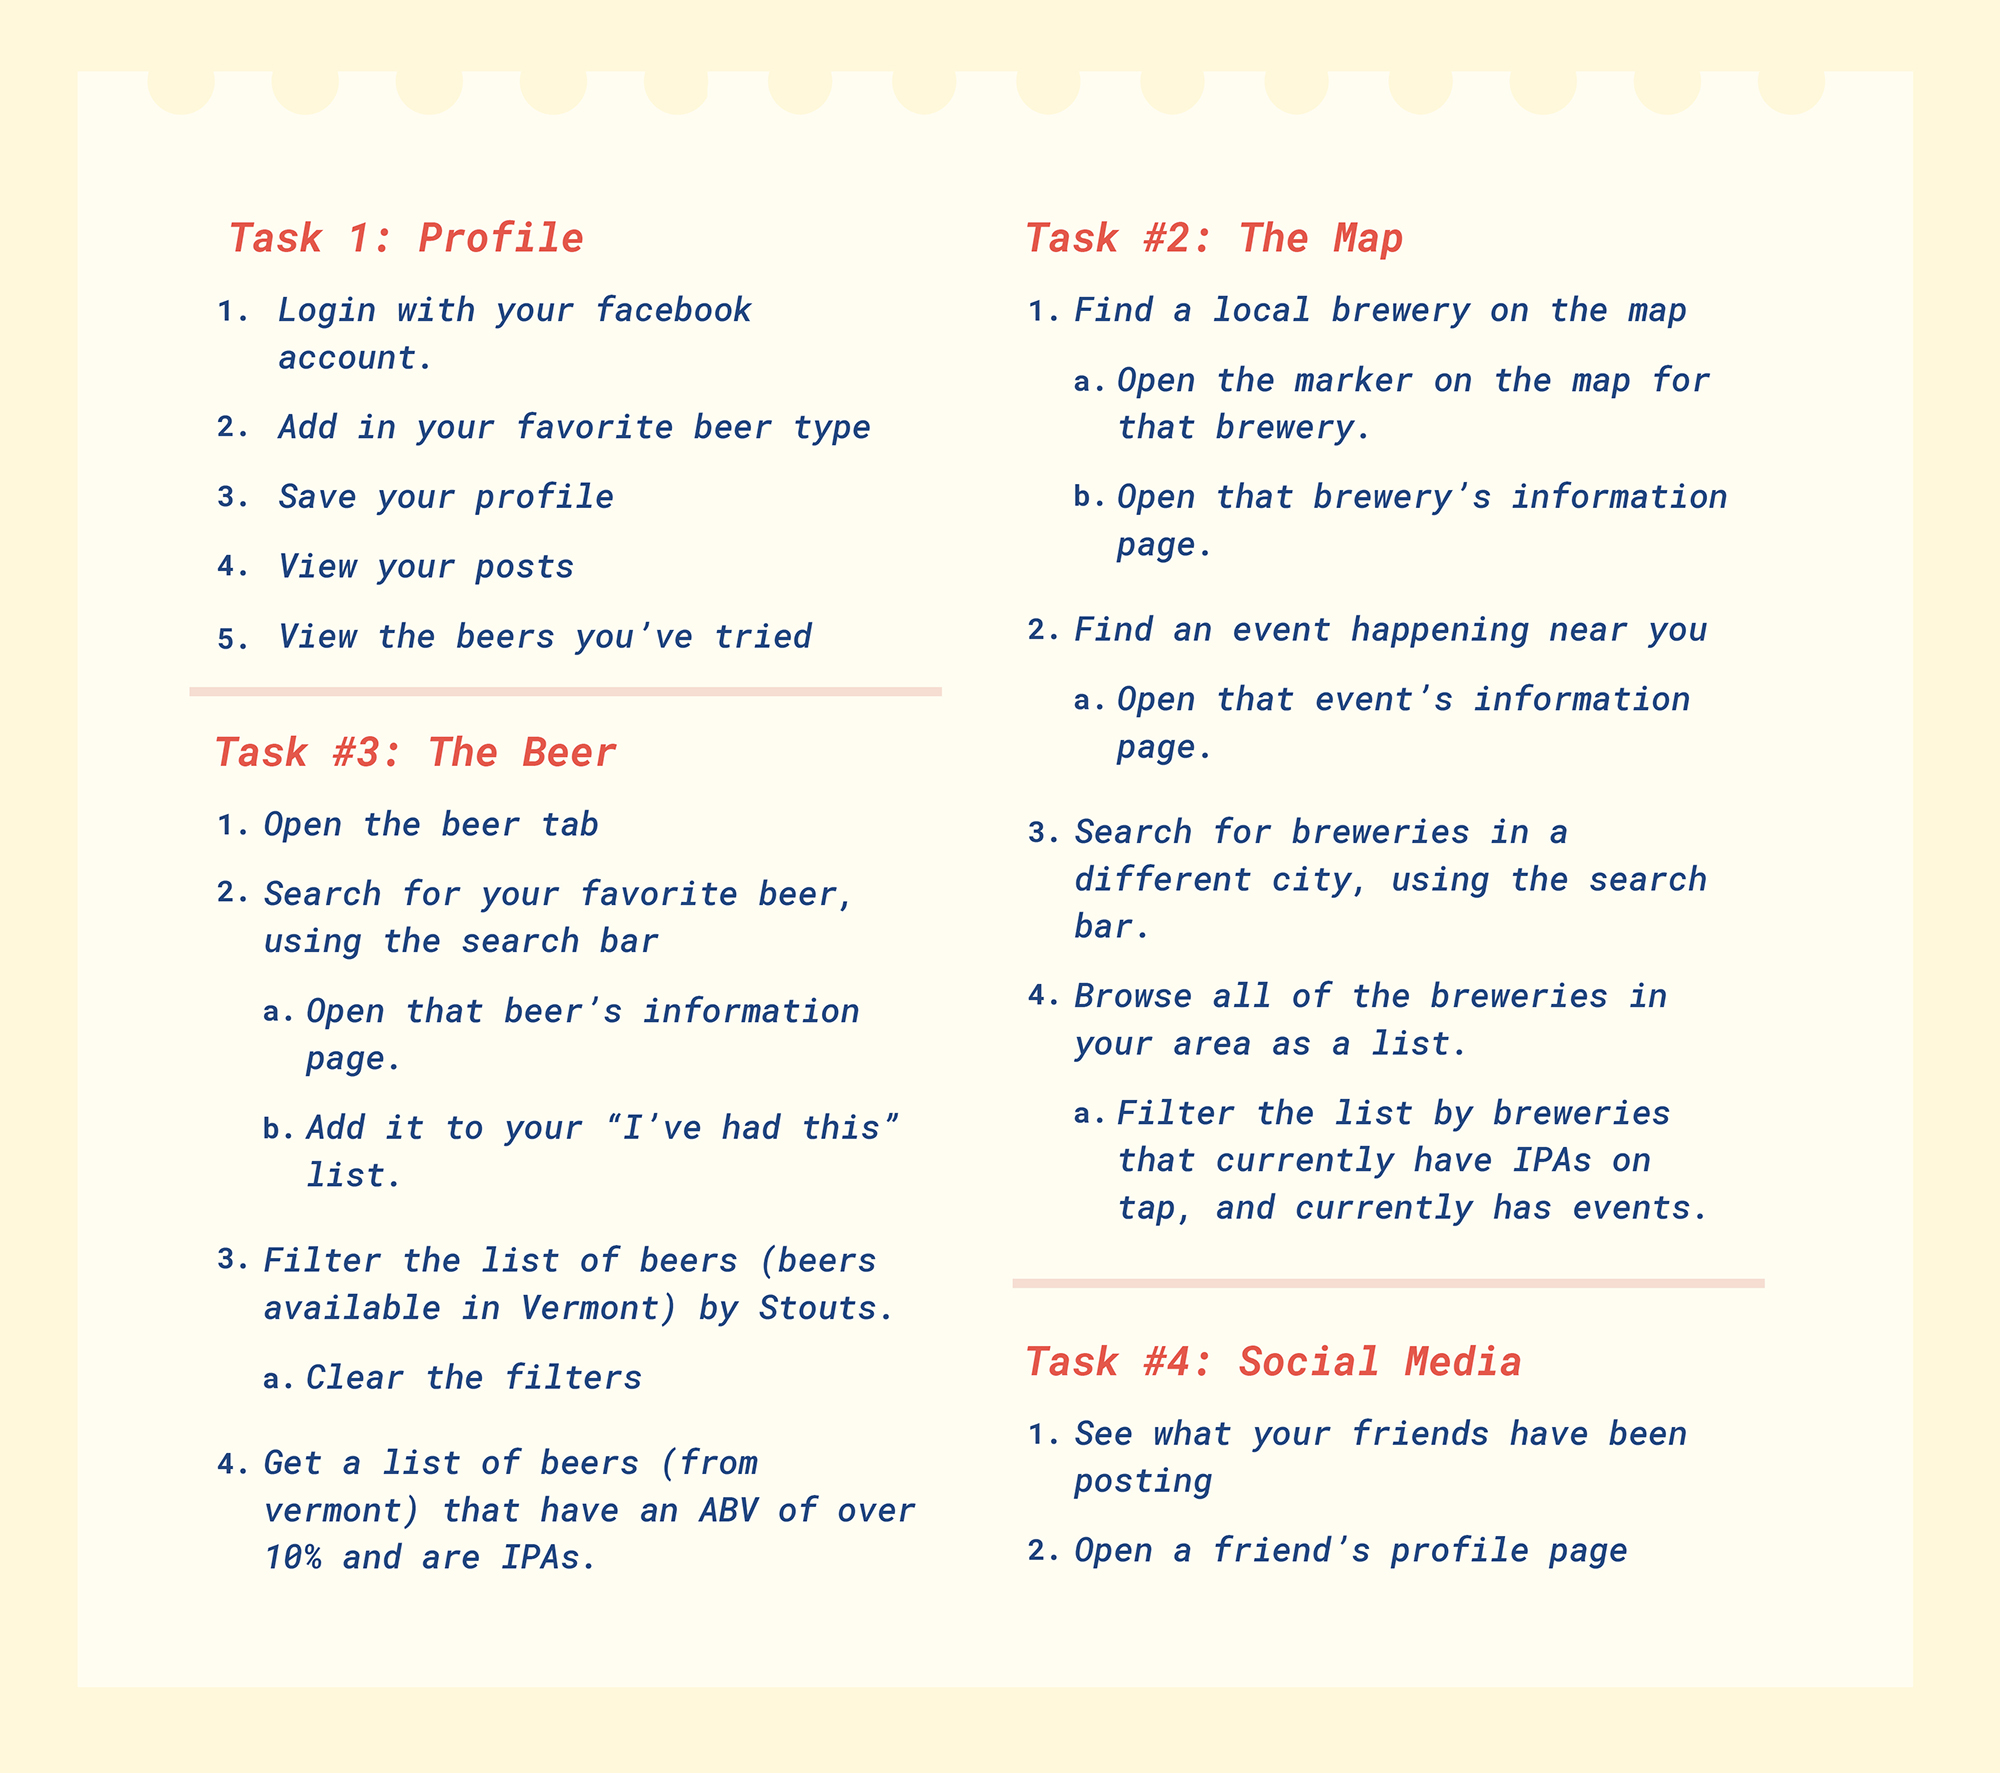 Task 1: Profile
1. Login with your facebook
account.
2. Add in your favorite beer type
3. Save your profile
4. View your posts
5. View the beers you’ve tried
Task #2: The Map
1. Find a local brewery on the map
a. Open the marker on the map for
that brewery.
b. Open that brewery’s information
page.
2. Find an event happening near you
a. Open that event’s information
page.
3. Search for breweries in a
different city, using the search
bar.
4. Browse all of the breweries in
your area as a list.
a. Filter the list by breweries
that currently have IPAs on
tap, and currently has events.
Task #3: The Beer
1. Open the beer tab
2. Search for your favorite beer,
using the search bar
a. Open that beer’s information
page.
b. Add it to your “I’ve had this”
list.
3. Filter the list of beers (beers
available in Vermont) by Stouts.
a. Clear the filters
4. Get a list of beers (from
vermont) that have an ABV of over
10% and are IPAs.
Task #4: Social Media
1. See what your friends have been
posting
2. Open a friend’s profile page